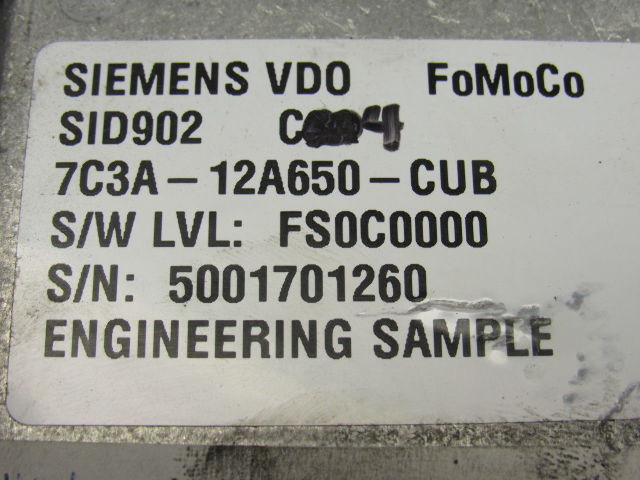 SIEMENS VDO FoMoCo
SID902
7C3A-12A650-CUB
S/W LVL: FS0C0000
S/N: 5001701260
ENGINEERING SAMPLE